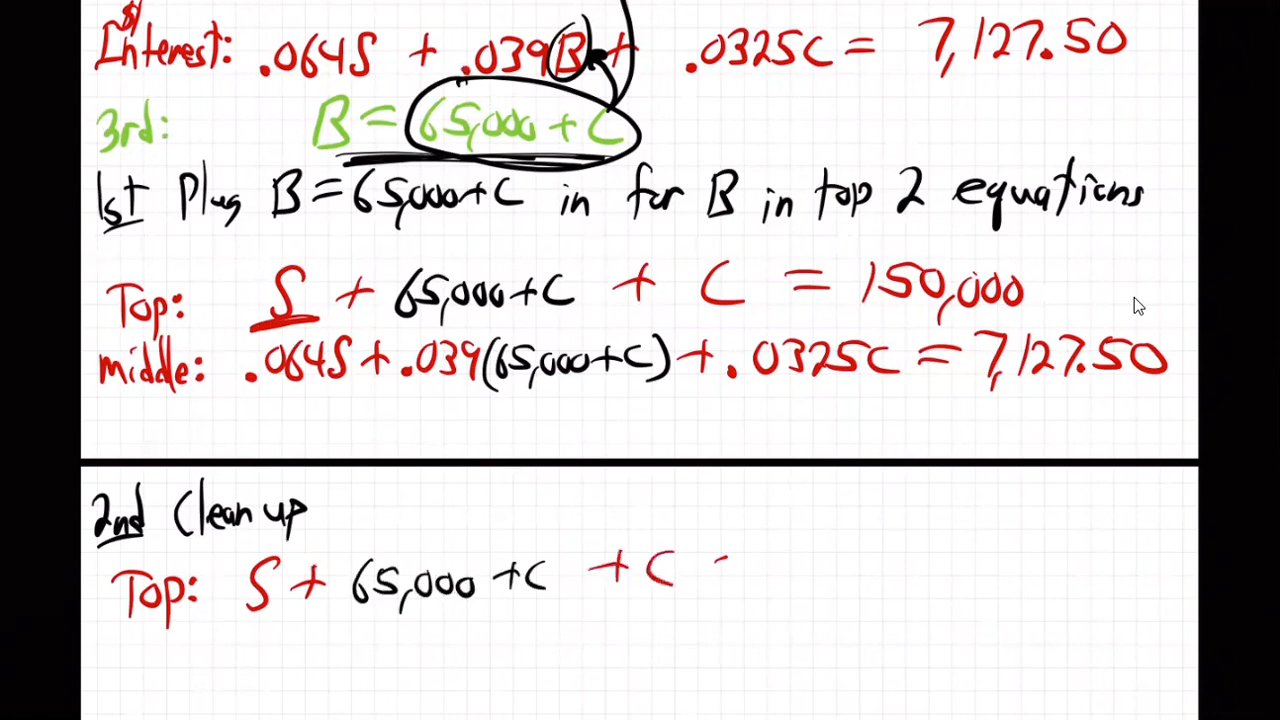 Interest: .064S + .039B + .0325C = 7,127.50
3rd: B = 65,000 + C
1st Plug B = 65,000 + C in for B in top 2 equations
Top: S + 65,000 + C + C = 150,000
middle: .064S + .039(65,000 + C) + .0325C = 7,127.50
2nd Clean up
Top: S + 65,000 + C + C